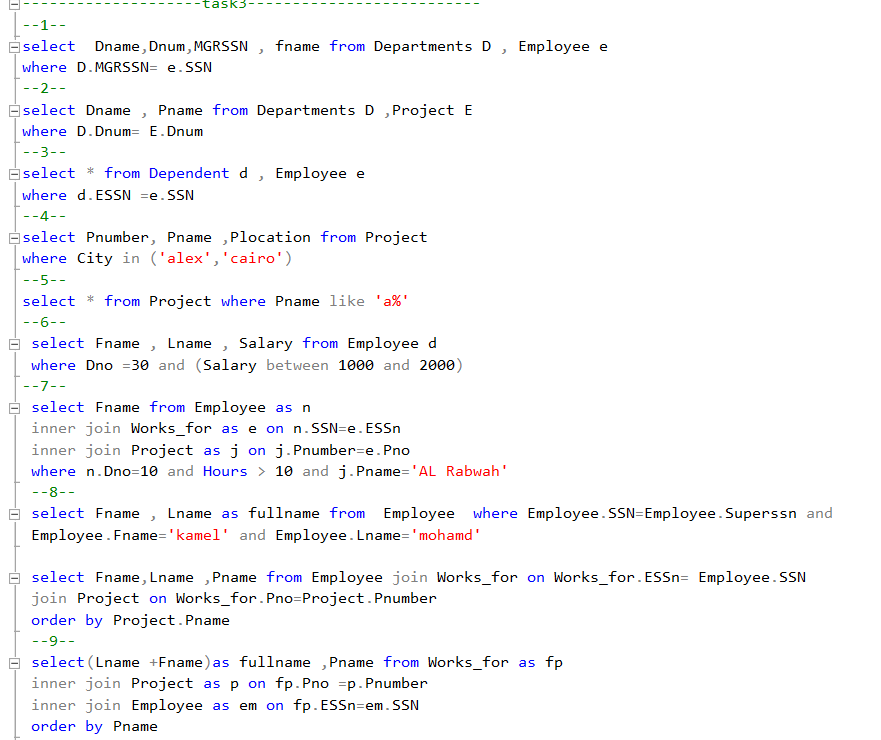 --------------------task3--------------------------
--1--
select  Dname,Dnum,MGRSSN , fname from Departments D , Employee e
where D.MGRSSN= e.SSN
--2--
select Dname , Pname from Departments D ,Project E
where D.Dnum= E.Dnum
--3--
select * from Dependent d , Employee e
where d.ESSN =e.SSN
--4--
select Pnumber, Pname ,Plocation from Project
where City in ('alex','cairo')
--5--
select * from Project where Pname like 'a%'
--6--
select Fname , Lname , Salary from Employee d
where Dno =30 and (Salary between 1000 and 2000)
--7--
select Fname from Employee as n
inner join Works_for as e on n.SSN=e.ESSn
inner join Project as j on j.Pnumber=e.Pno
where n.Dno=10 and Hours > 10 and j.Pname='AL Rabwah'
--8--
select Fname , Lname as fullname from  Employee  where Employee.SSN=Employee.Superssn and
Employee.Fname='kamel' and Employee.Lname='mohamd'
select Fname,Lname ,Pname from Employee join Works_for on Works_for.ESSn= Employee.SSN
join Project on Works_for.Pno=Project.Pnumber
order by Project.Pname
--9--
select(Lname +Fname)as fullname ,Pname from Works_for as fp
inner join Project as p on fp.Pno =p.Pnumber
inner join Employee as em on fp.ESSn=em.SSN
order by Pname